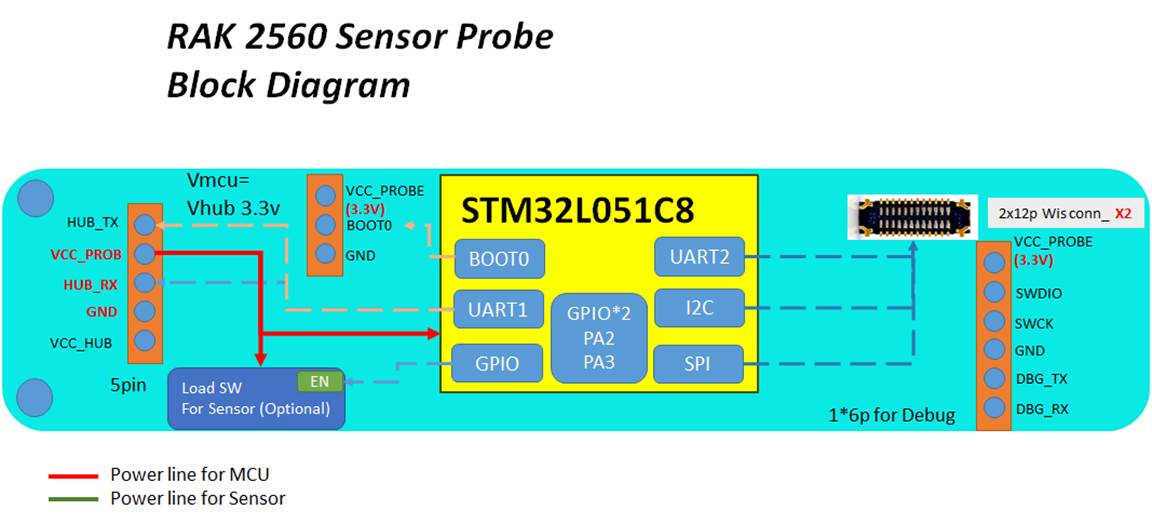 RAK 2560 Sensor Probe
Block Diagram
Vmcu=
Vhub 3.3v
HUB_TX
VCC_PROB
HUB_RX
GND
VCC_HUB
5pin
VCC_PROBE
(3.3V)
BOOT0
GND
STM32L051C8
BOOT0
UART1
GPIO
GPIO*2
PA2
PA3
UART2
I2C
SPI
Load SW
For Sensor (Optional)
EN
2x12p Wisconn_ X2
VCC_PROBE
(3.3V)
SWDIO
SWCK
GND
DBG_TX
DBG_RX
1*6p for Debug
Power line for MCU
Power line for Sensor